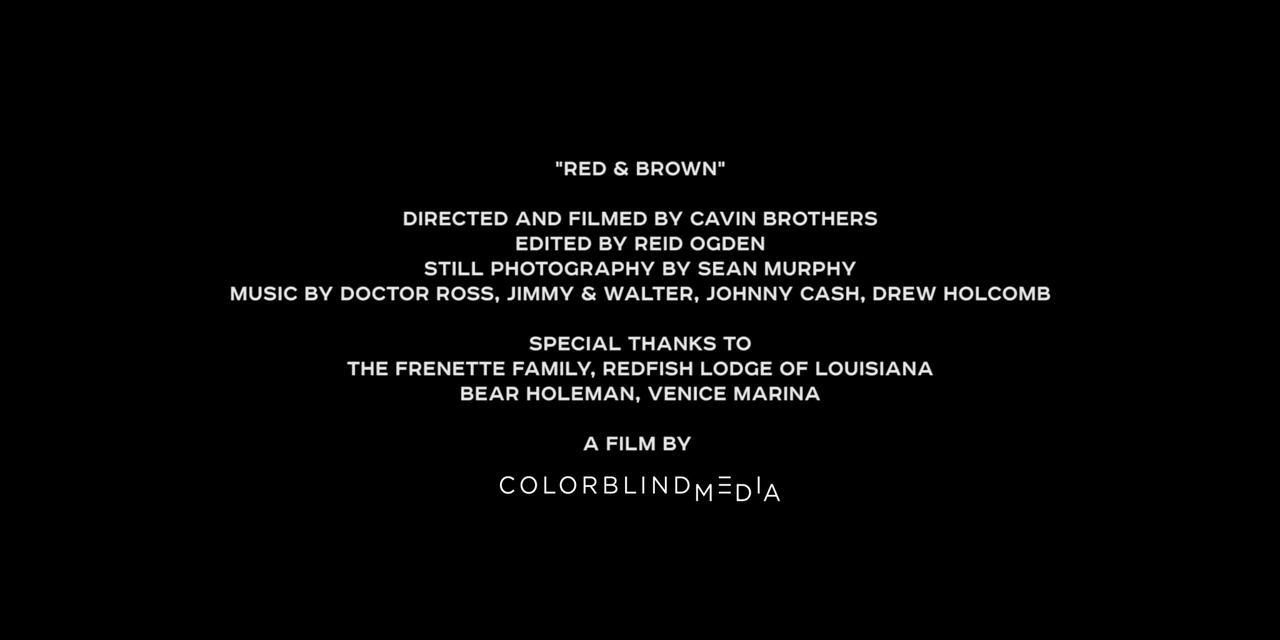 "RED & BROWN"
DIRECTED AND FILMED BY CAVIN BROTHERS
EDITED BY REID OGDEN
STILL PHOTOGRAPHY BY SEAN MURPHY
MUSIC BY DOCTOR ROSS, JIMMY & WALTER, JOHNNY CASH, DREW HOLCOMB
SPECIAL THANKS TO
THE FRENETTE FAMILY, REDFISH LODGE OF LOUISIANA
BEAR HOLEMAN, VENICE MARINA
A FILM BY
COLORBLINDMEDIA